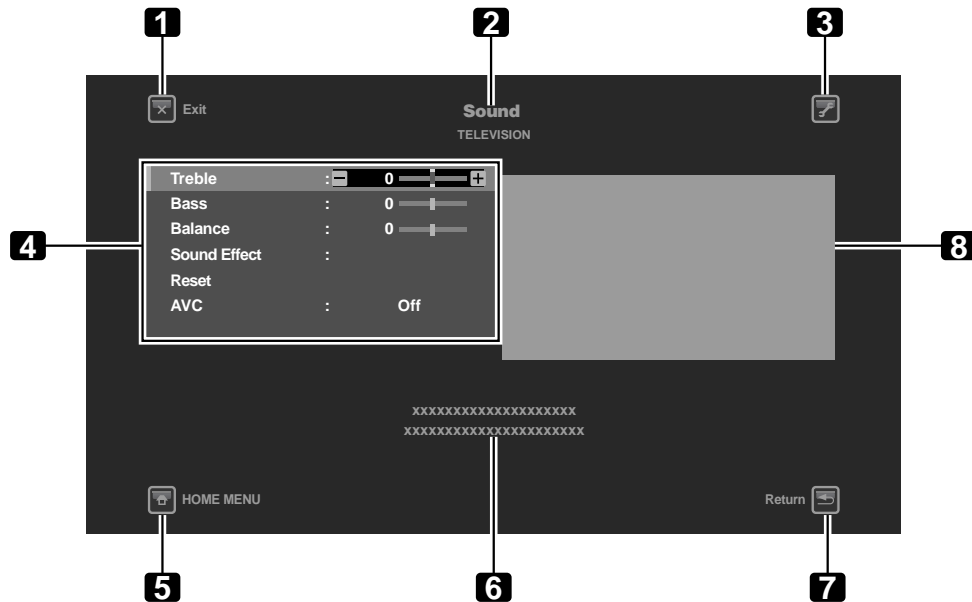 1 2 3
Exit Sound
TELEVISION
Treble : 0
Bass : 0
Balance : 0
Sound Effect :
Reset
AVC : Off
4 8
xxxxxxxxxxxxxxxxxxxx
xxxxxxxxxxxxxxxxxxxxxx
HOME MENU Return
5 6 7